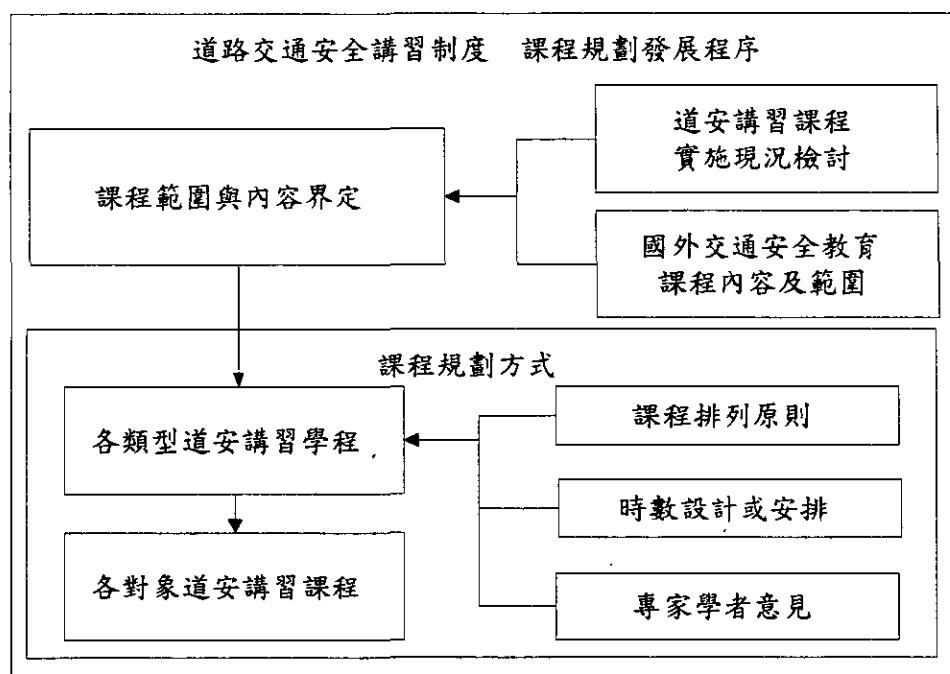 道路交通安全講習制度　課程規劃發展程序
道安講習課程
實施現況檢討
課程範圍與內容界定
國外交通安全教育
課程內容及範圍
課程規劃方式
各類型道安講習學程
課程排列原則
時數設計或安排
各對象道安講習課程
專家學者意見